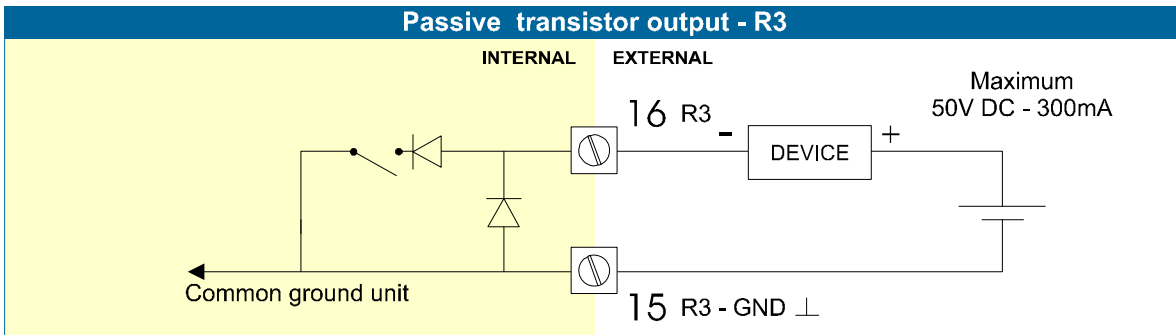 Passive transistor output - R3
INTERNAL EXTERNAL
Maximum
50V DC - 300mA
16 R3
- DEVICE +
Common ground unit
15 R3 - GND ⊥